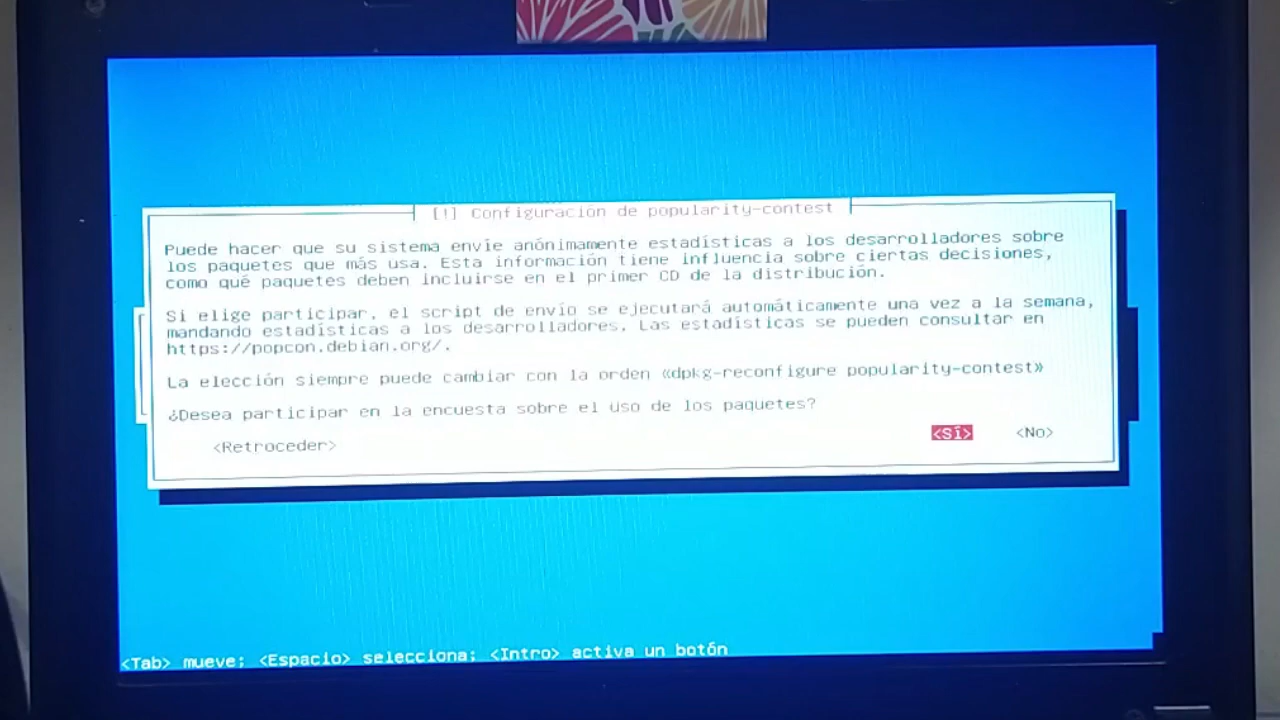 [!] Configuración de popularity-contest
Puede hacer que su sistema envíe anónimamente estadísticas a los desarrolladores sobre
los paquetes que más usa. Esta información tiene influencia sobre ciertas decisiones,
como qué paquetes deben incluirse en el primer CD de la distribución.
Si elige participar, el script de envío se ejecutará automáticamente una vez a la semana,
mandando estadísticas a los desarrolladores. Las estadísticas se pueden consultar en
https://popcon.debian.org/.
La elección siempre puede cambiar con la orden «dpkg-reconfigure popularity-contest»
¿Desea participar en la encuesta sobre el uso de los paquetes?
<Retroceder> <Sí> <No>
<Tab> mueve; <Espacio> selecciona; <Intro> activa un botón